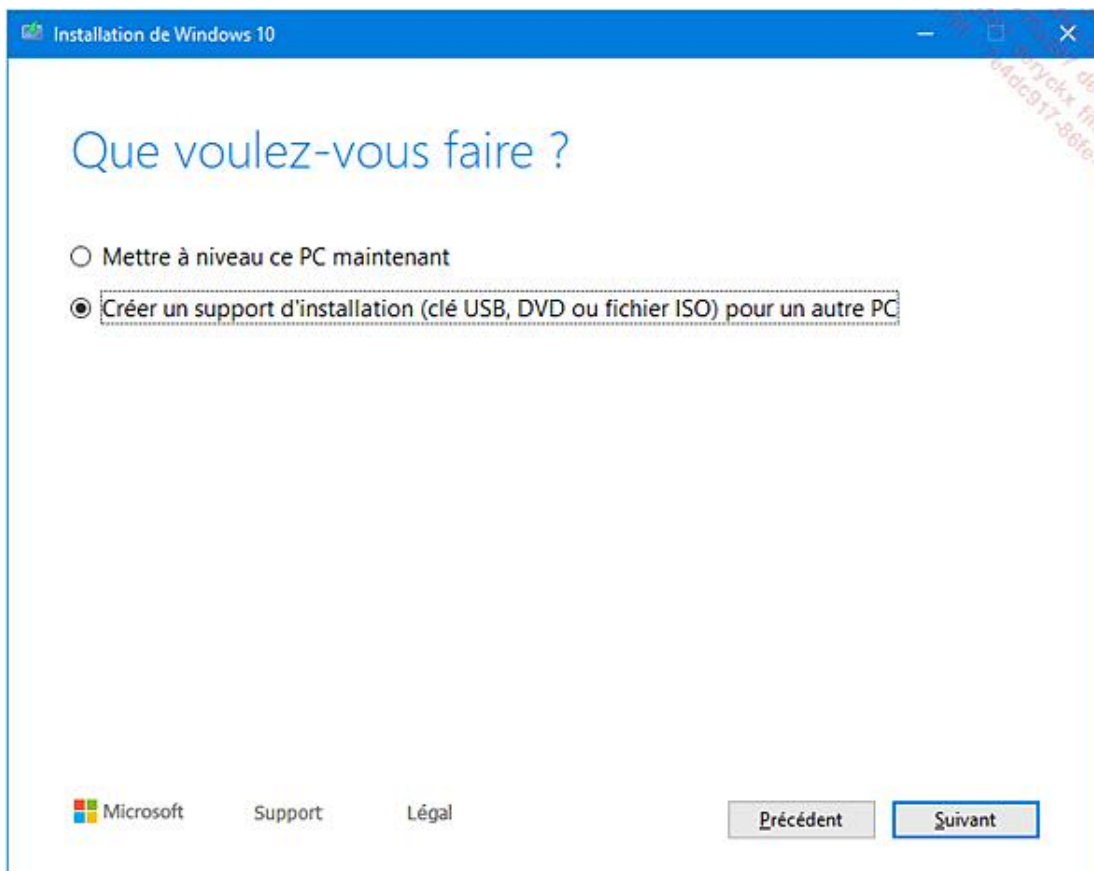 Installation de Windows 10
Que voulez-vous faire ?
Mettre à niveau ce PC maintenant
Créer un support d'installation (clé USB, DVD ou fichier ISO) pour un autre PC
Microsoft Support Légal Précédent Suivant